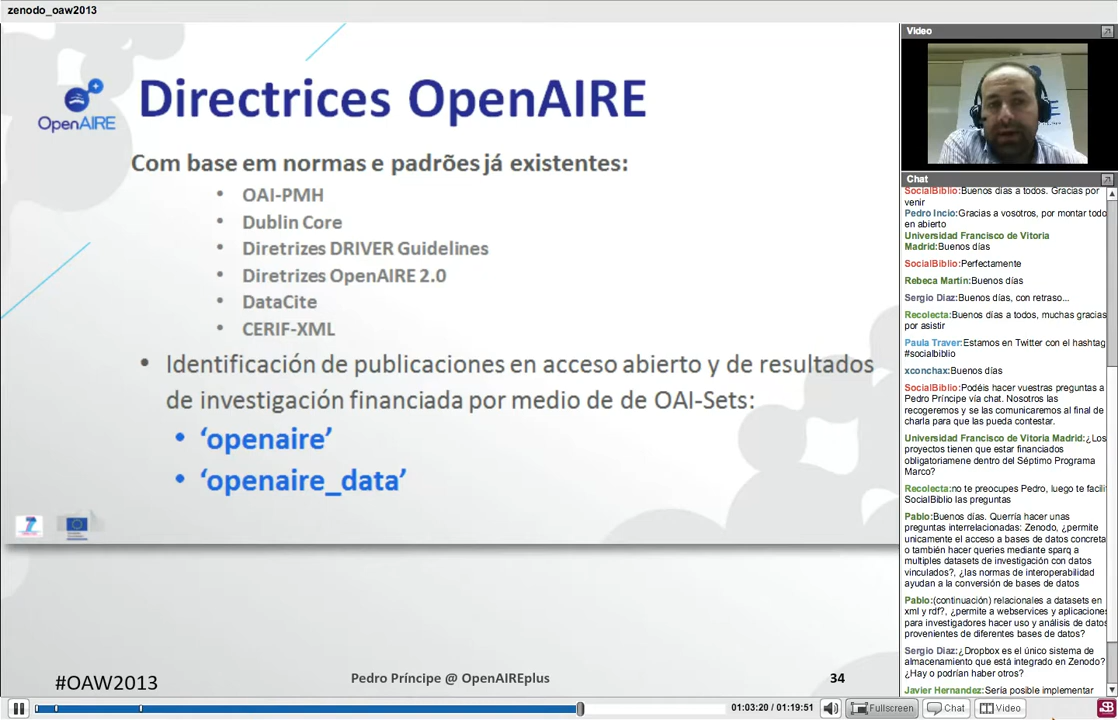 zenodo_oaw2013
OpenAIRE
Directrices OpenAIRE
Com base em normas e padrões já existentes:
• OAI-PMH
• Dublin Core
• Diretrizes DRIVER Guidelines
• Diretrizes OpenAIRE 2.0
• DataCite
• CERIF-XML
• Identificación de publicaciones en acceso abierto y de resultados
de investigación financiada por medio de de OAI-Sets:
• ‘openaire’
• ‘openaire_data’
#OAW2013
Pedro Príncipe @ OpenAIREplus
34
Video
Chat
SocialBiblio:Buenos días a todos. Gracias por
venir
Pedro Incio:Gracias a vosotros, por montar todo
en abierto
Universidad Francisco de Vitoria
Madrid:Buenos días
SocialBiblio:Perfectamente
Rebeca Martin:Buenos días
Sergio Diaz:Buenos días, con retraso...
Recolecta:Buenos días a todos, muchas gracias
por asistir
Paula Traver:Estamos en Twitter con el hashtag
#socialbiblio
xconchax:Buenos días
SocialBiblio:Podéis hacer vuestras preguntas a
Pedro Príncipe vía chat. Nosotros las
recogeremos y se las comunicaremos al final de
charla para que las pueda contestar.
Universidad Francisco de Vitoria Madrid:¿Los
proyectos tienen que estar financiados
obligatoriamene dentro del Séptimo Programa
Marco?
Recolecta:no te preocupes Pedro, luego te facili
SocialBiblio las preguntas
Pablo:Buenos días. Querría hacer unas
preguntas interrelacionadas: Zenodo, ¿permite
unicamente el acceso a bases de datos concreta
o también hacer queries mediante sparq a
multiples datasets de investigación con datos
vinculados?, ¿las normas de interoperabilidad
ayudan a la conversión de bases de datos
Pablo:(continuación) relacionales a datasets en
xml y rdf?, ¿permite a webservices y aplicacione
para investigadores hacer uso y análisis de datos
provenientes de diferentes bases de datos?
Sergio Diaz:¿Dropbox es el único sistema de
almacenamiento que está integrado en Zenodo?
¿Hay o podrían haber otros?
Javier Hernandez:Sería posible implementar
01:03:20 / 01:19:51
Fullscreen
Chat
Video